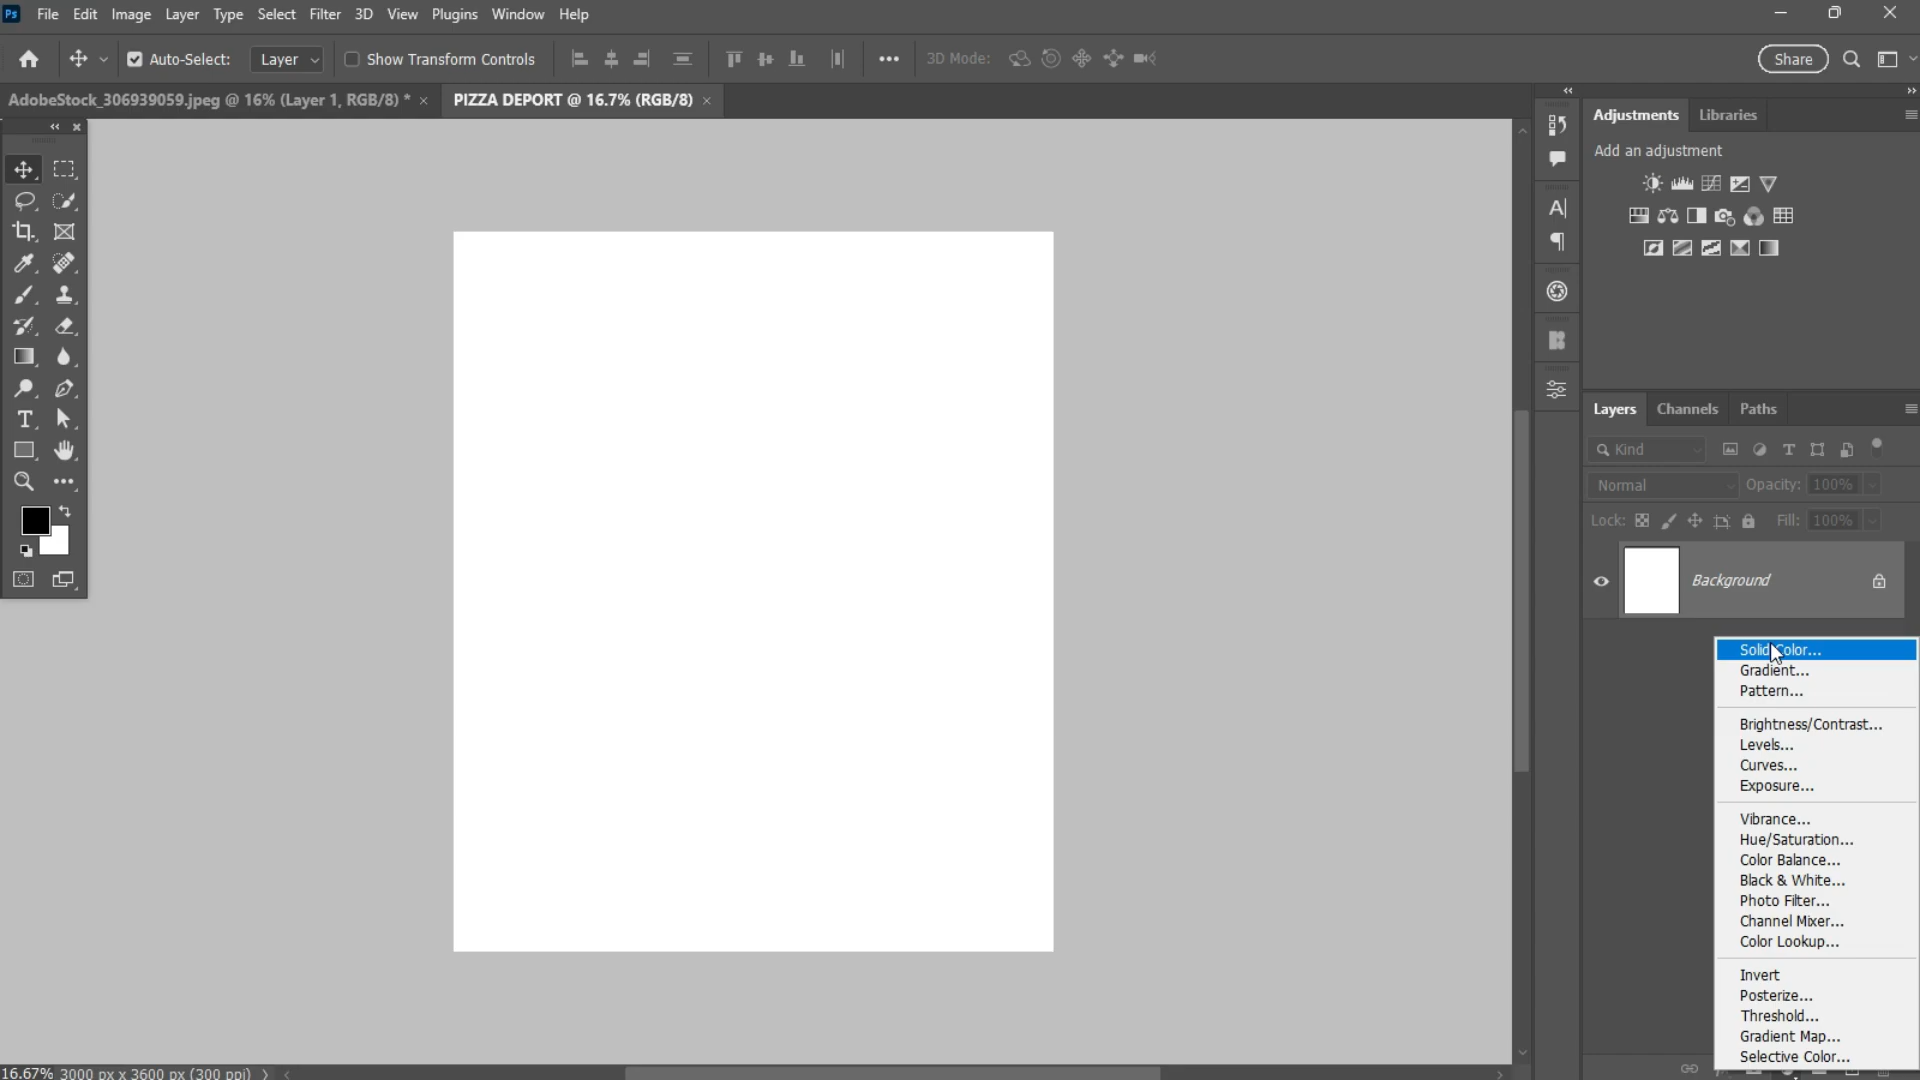 Ps File Edit Image Layer Type Select Filter 3D View Plugins Window Help
Auto-Select: Layer Show Transform Controls 3D Mode: Share
AdobeStock_306939059.jpeg @ 16% (Layer 1, RGB/8) * × PIZZA DEPORT @ 16.7% (RGB/8) ×
Adjustments Libraries
Add an adjustment
Layers Channels Paths
Kind
Normal Opacity: 100%
Lock: Fill: 100%
Background
Solid Color...
Gradient...
Pattern...
Brightness/Contrast...
Levels...
Curves...
Exposure...
Vibrance...
Hue/Saturation...
Color Balance...
Black & White...
Photo Filter...
Channel Mixer...
Color Lookup...
Invert
Posterize...
Threshold...
Gradient Map...
Selective Color...
16.67% 3000 px x 3600 px (300 ppi)